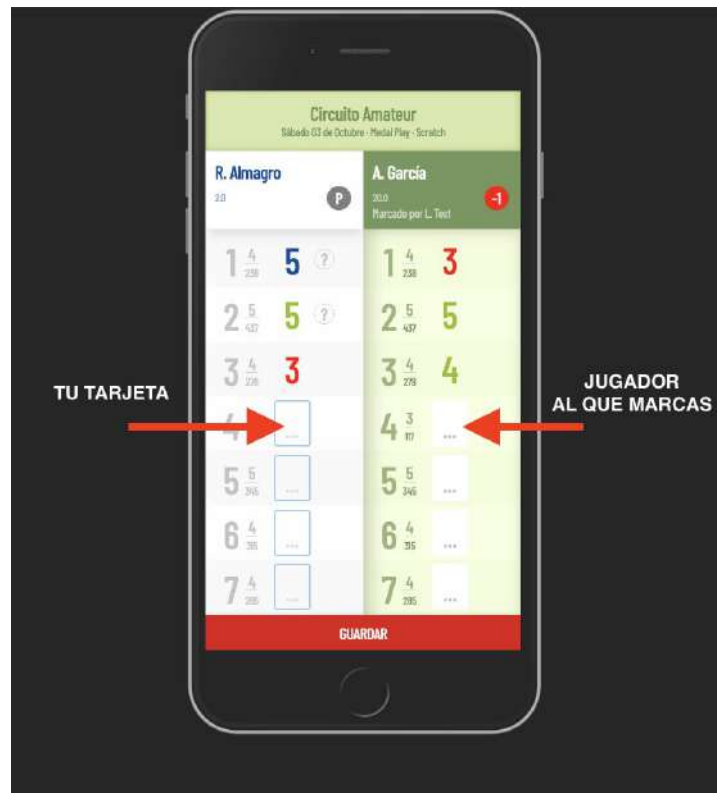 Circuito Amateur
Sábado 03 de Octubre - Medal Play - Scratch
R. Almagro
2.0
P
A. García
20.0
Marcado por L. Test
-1
1 4 238 5 ?
1 4 238 3
2 5 437 5 ?
2 5 437 5
3 4 279 3
3 4 279 4
TU TARJETA
JUGADOR
AL QUE MARCAS
4 ...
4 3 117 ...
5 5 346 ...
5 5 346 ...
6 4 315 ...
6 4 315 ...
7 4 285 ...
7 4 285 ...
GUARDAR